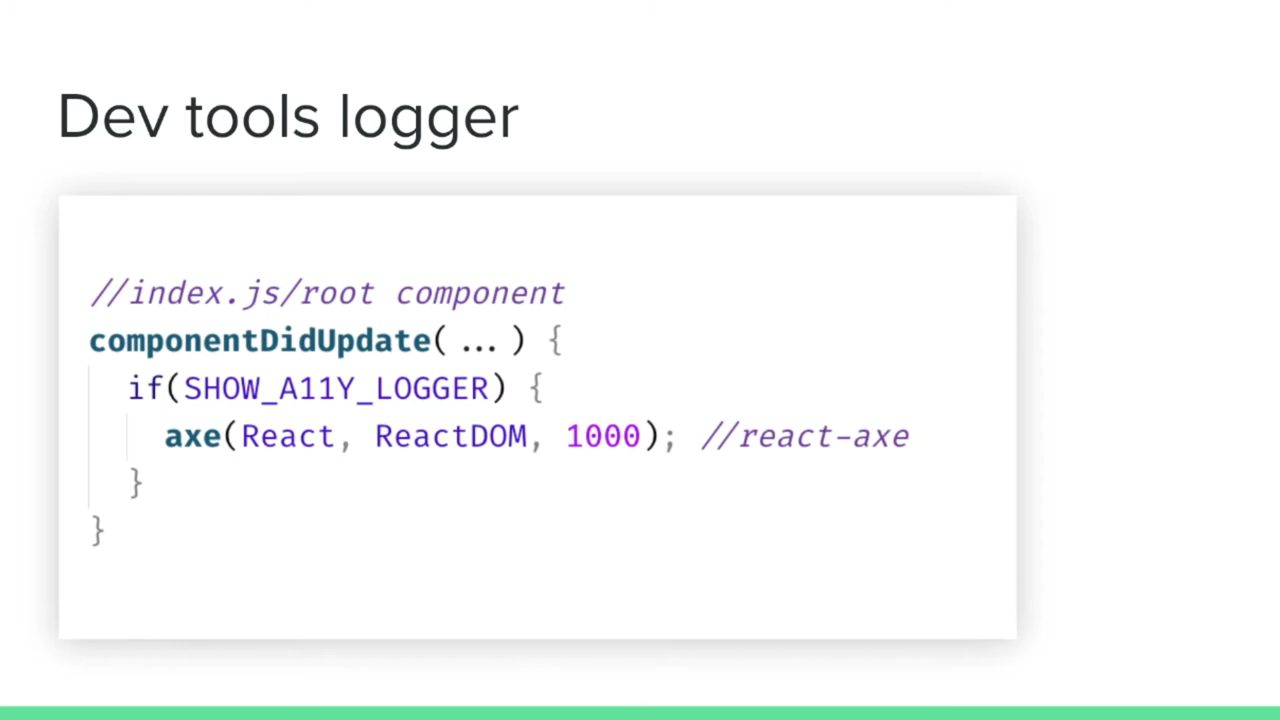 Dev tools logger
//index.js/root component
componentDidUpdate( ... ) {
if(SHOW_A11Y_LOGGER) {
axe(React, ReactDOM, 1000); //react-axe
}
}